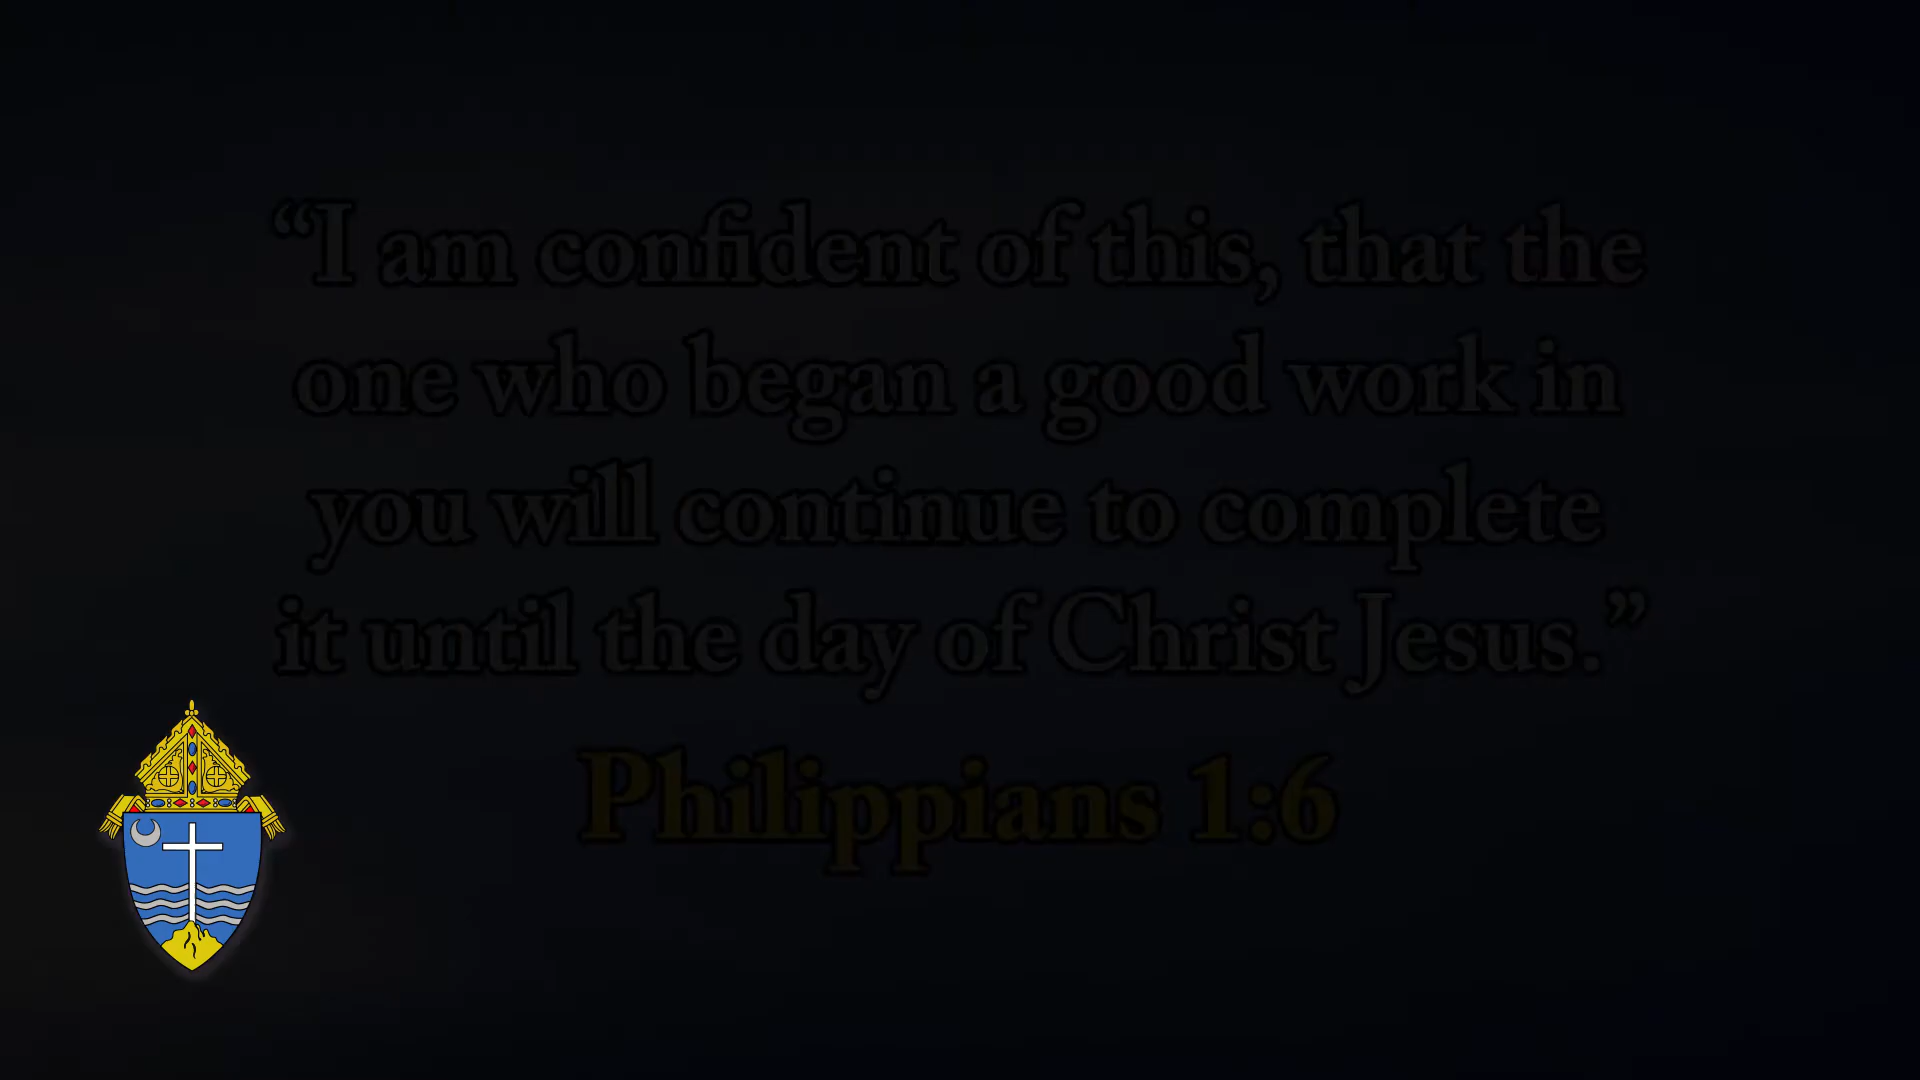 “I am confident of this, that the
one who began a good work in
you will continue to complete
it until the day of Christ Jesus.”
Philippians 1:6